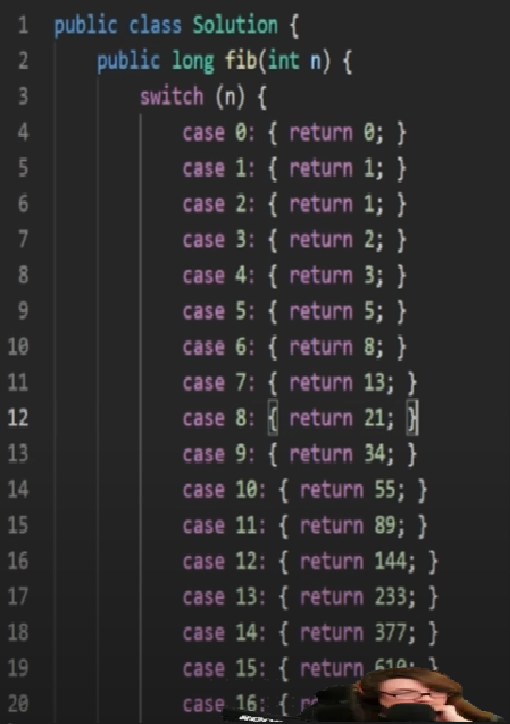 1 public class Solution {
2 public long fib(int n) {
3 switch (n) {
4 case 0: { return 0; }
5 case 1: { return 1; }
6 case 2: { return 1; }
7 case 3: { return 2; }
8 case 4: { return 3; }
9 case 5: { return 5; }
10 case 6: { return 8; }
11 case 7: { return 13; }
12 case 8: { return 21; }
13 case 9: { return 34; }
14 case 10: { return 55; }
15 case 11: { return 89; }
16 case 12: { return 144; }
17 case 13: { return 233; }
18 case 14: { return 377; }
19 case 15: { return 610; }
20 case 16: {